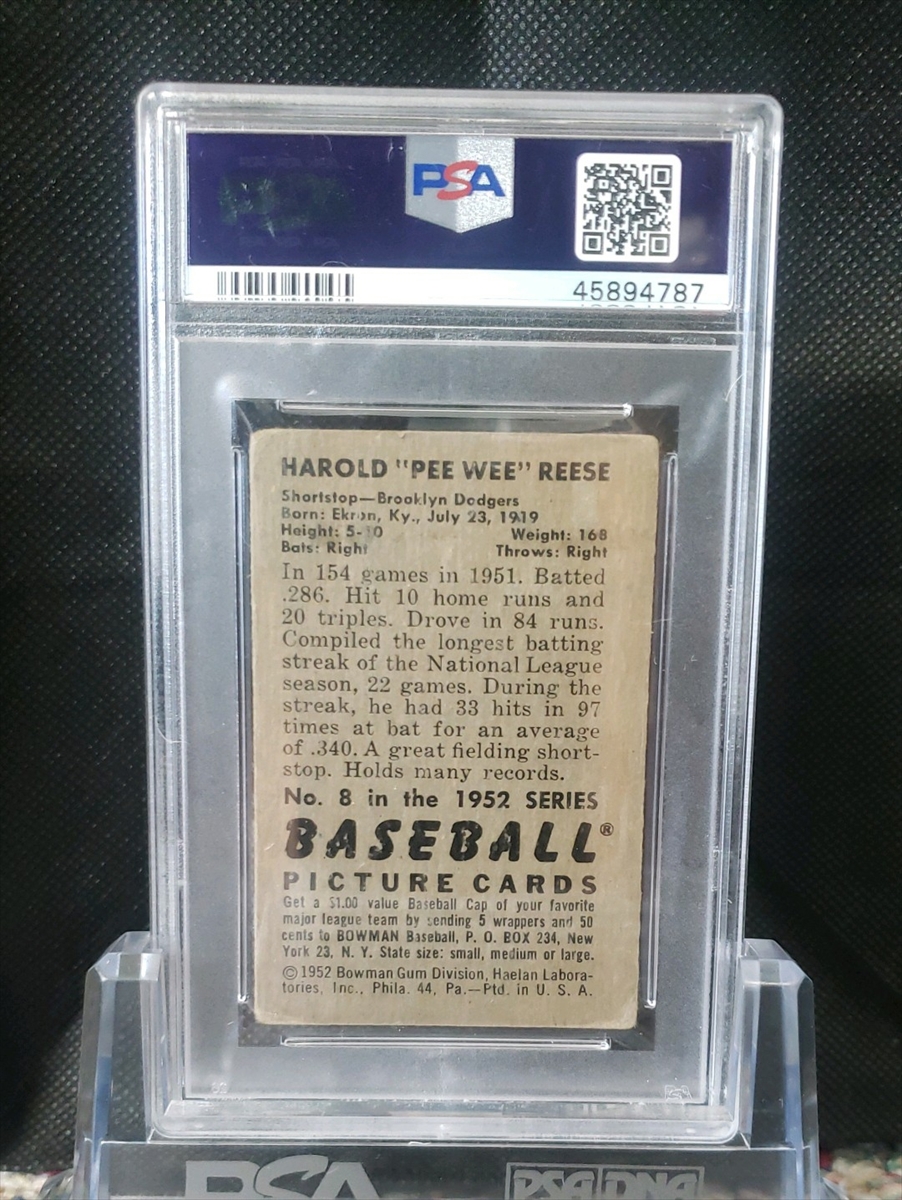 PSA
45894787
HAROLD "PEE WEE" REESE
Shortstop—Brooklyn Dodgers
Born: Ekron, Ky., July 23, 1919
Height: 5-10 Weight: 168
Bats: Right Throws: Right
In 154 games in 1951. Batted
.286. Hit 10 home runs and
20 triples. Drove in 84 runs.
Compiled the longest batting
streak of the National League
season, 22 games. During the
streak, he had 33 hits in 97
times at bat for an average
of .340. A great fielding short-
stop. Holds many records.
No. 8 in the 1952 SERIES
BASEBALL®
PICTURE CARDS
Get a $1.00 value Baseball Cap of your favorite
major league team by sending 5 wrappers and 50
cents to BOWMAN Baseball, P. O. BOX 234, New
York 23, N. Y. State size: small, medium or large.
©1952 Bowman Gum Division, Haelan Labora-
tories, Inc., Phila. 44, Pa.—Ptd. in U. S. A.
PSA PSA DNA